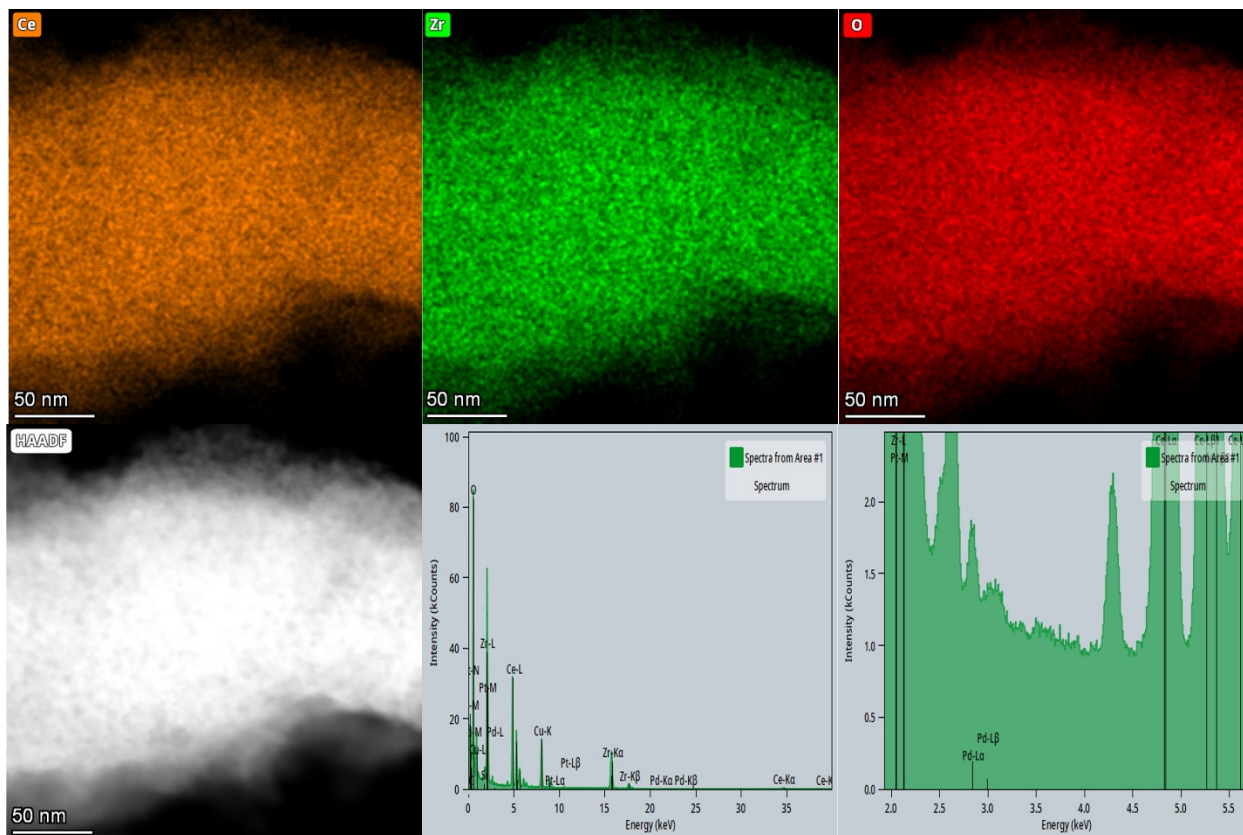 Ce
Zr
O
50 nm
50 nm
50 nm
HAADF
50 nm
100
80
60
40
20
0
Intensity (kCounts)
Spectra from Area #1
Spectrum
O
Zr-L
Pt-M
Pd-L
Ce-L
Cu-K
Pt-Lα
Pt-Lβ
Zr-Kα
Zr-Kβ
Pd-Kα
Pd-Kβ
Ce-Kα
0
5
10
15
20
25
30
35
Energy (keV)
2.0
1.5
1.0
0.5
0.0
Intensity (kCounts)
Zr-L
Pt-M
Ce-Lα
Spectra from Area #1
Spectrum
Pd-Lα
Pd-Lβ
2.0
2.5
3.0
3.5
4.0
4.5
5.0
5.5
Energy (keV)